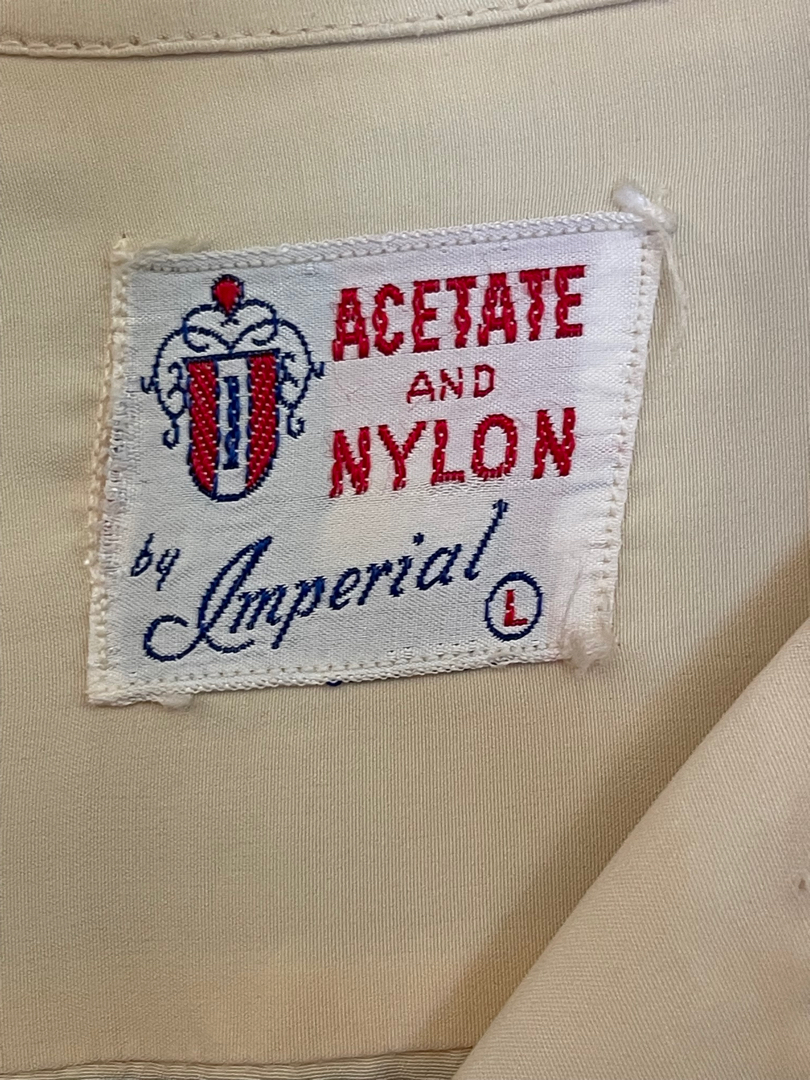 ACETATE
AND
NYLON
by Imperial
L